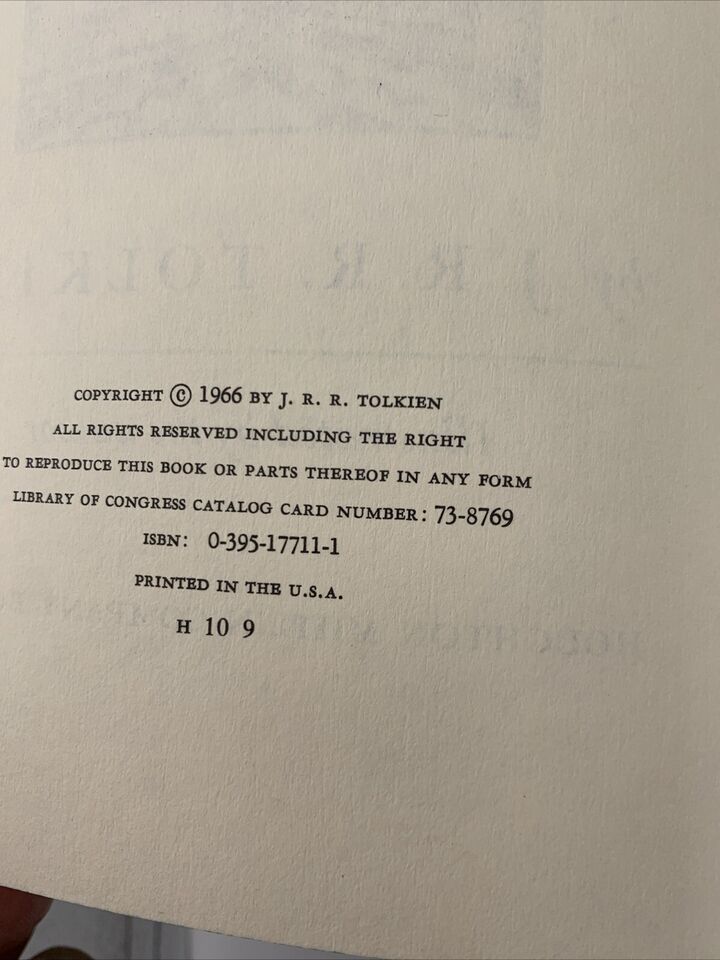 COPYRIGHT © 1966 BY J. R. R. TOLKIEN
ALL RIGHTS RESERVED INCLUDING THE RIGHT
TO REPRODUCE THIS BOOK OR PARTS THEREOF IN ANY FORM
LIBRARY OF CONGRESS CATALOG CARD NUMBER: 73-8769
ISBN: 0-395-17711-1
PRINTED IN THE U.S.A.
H 10 9